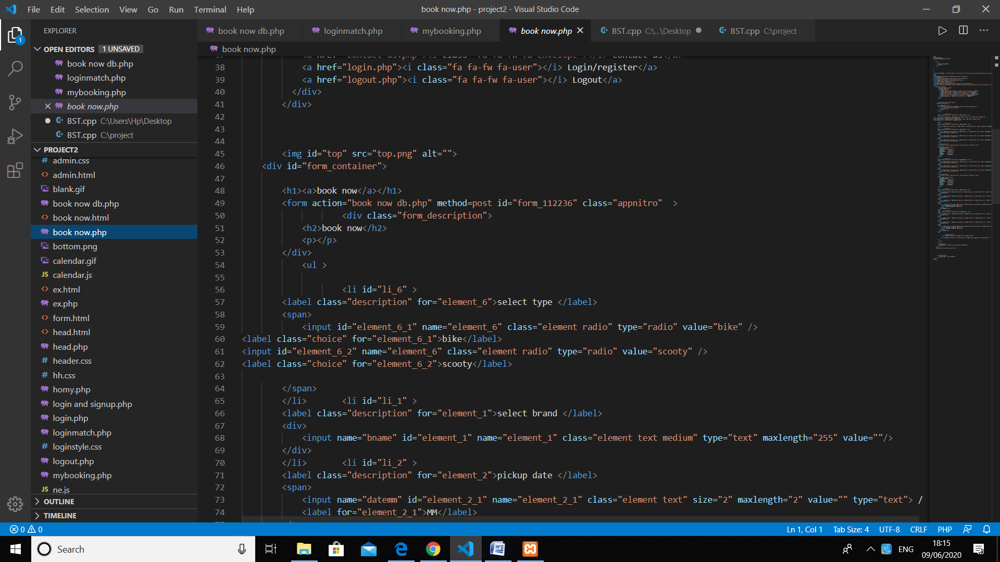 File Edit Selection View Go Run Terminal Help
book now.php - project2 - Visual Studio Code
EXPLORER
OPEN EDITORS 1 UNSAVED
book now db.php
loginmatch.php
mybooking.php
book now.php
BST.cpp C:\Users\Hp\Desktop
BST.cpp C:\project
PROJECT2
admin.css
admin.html
blank.gif
book now db.php
book now.html
book now.php
bottom.png
calendar.gif
calendar.js
ex.html
ex.php
form.html
head.html
head.php
header.css
hh.css
homy.php
login and signup.php
login.php
loginmatch.php
loginstyle.css
logout.php
mybooking.php
ne.js
OUTLINE
TIMELINE
book now db.php loginmatch.php mybooking.php book now.php BST.cpp C:\...\Desktop BST.cpp C:\project
book now.php
38 <a href="login.php"><i class="fa fa-fw fa-user"></i> Login/register</a>
39 <a href="logout.php"><i class="fa fa-fw fa-user"></i> Logout</a>
40 </div>
41 </div>
42
43
44
45 <img id="top" src="top.png" alt="">
46 <div id="form_container">
47
48 <h1><a>book now</a></h1>
49 <form action="book now db.php" method=post id="form_112236" class="appnitro"  >
50 <div class="form_description">
51 <h2>book now</h2>
52 <p></p>
53 </div>
54 <ul >
55
56 <li id="li_6" >
57 <label class="description" for="element_6">select type </label>
58 <span>
59 <input id="element_6_1" name="element_6" class="element radio" type="radio" value="bike" />
60 <label class="choice" for="element_6_1">bike</label>
61 <input id="element_6_2" name="element_6" class="element radio" type="radio" value="scooty" />
62 <label class="choice" for="element_6_2">scooty</label>
63
64 </span>
65 </li> <li id="li_1" >
66 <label class="description" for="element_1">select brand </label>
67 <div>
68 <input name="bname" id="element_1" name="element_1" class="element text medium" type="text" maxlength="255" value=""/>
69 </div>
70 </li> <li id="li_2" >
71 <label class="description" for="element_2">pickup date </label>
72 <span>
73 <input name="datemm" id="element_2_1" name="element_2_1" class="element text" size="2" maxlength="2" value="" type="text"> /
74 <label for="element_2_1">MM</label>
0 0
Ln 1, Col 1 Tab Size: 4 UTF-8 CRLF PHP
Search
ENG
18:15
09/06/2020